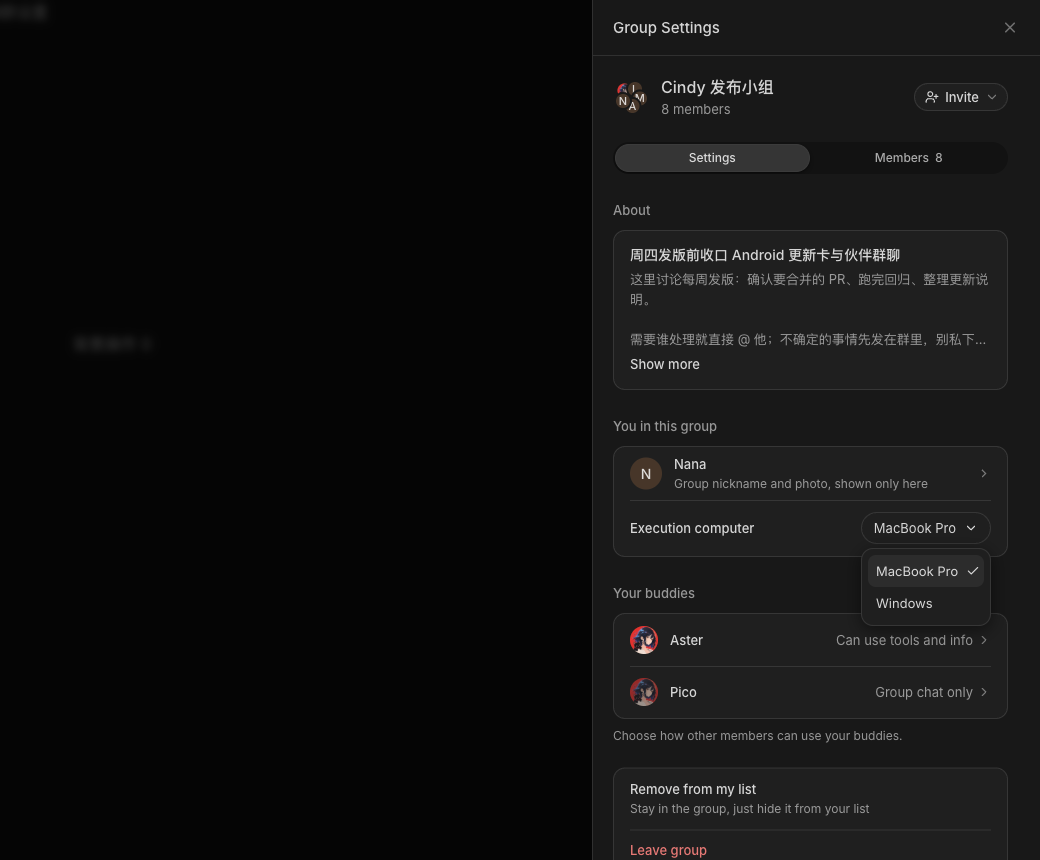 Group Settings
Cindy 发布小组
8 members
Invite
Settings
Members 8
About
周四发版前收口 Android 更新卡与伙伴群聊
这里讨论每周发版：确认要合并的 PR、跑完回归、整理更新说
明。
需要谁处理就直接 @ 他；不确定的事情先发在群里，别私下...
Show more
You in this group
N
Nana
Group nickname and photo, shown only here
Execution computer
MacBook Pro
MacBook Pro
Windows
Your buddies
Aster
Can use tools and info
Pico
Group chat only
Choose how other members can use your buddies.
Remove from my list
Stay in the group, just hide it from your list
Leave group